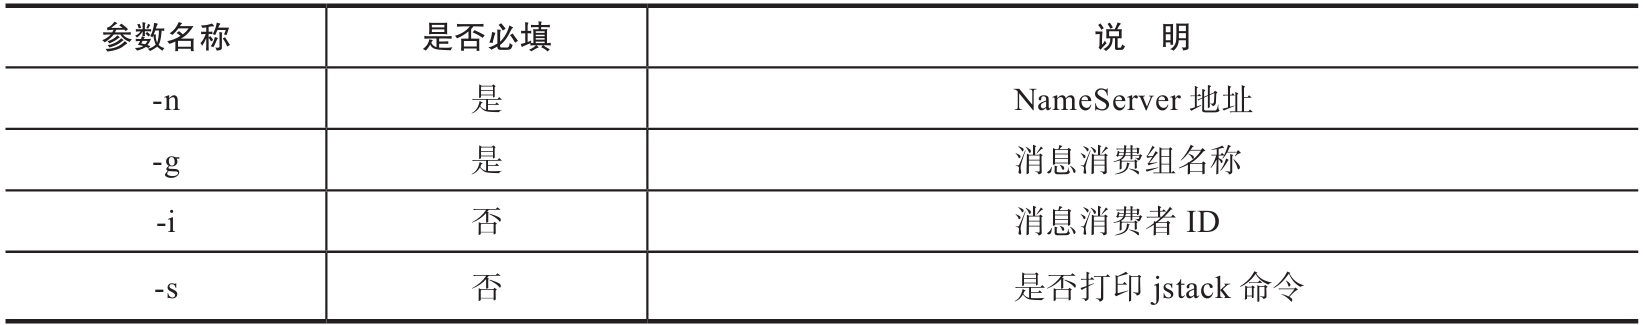 参数名称 是否必填 说 明
-n 是 NameServer 地址
-g 是 消息消费组名称
-i 否 消息消费者 ID
-s 否 是否打印 jstack 命令